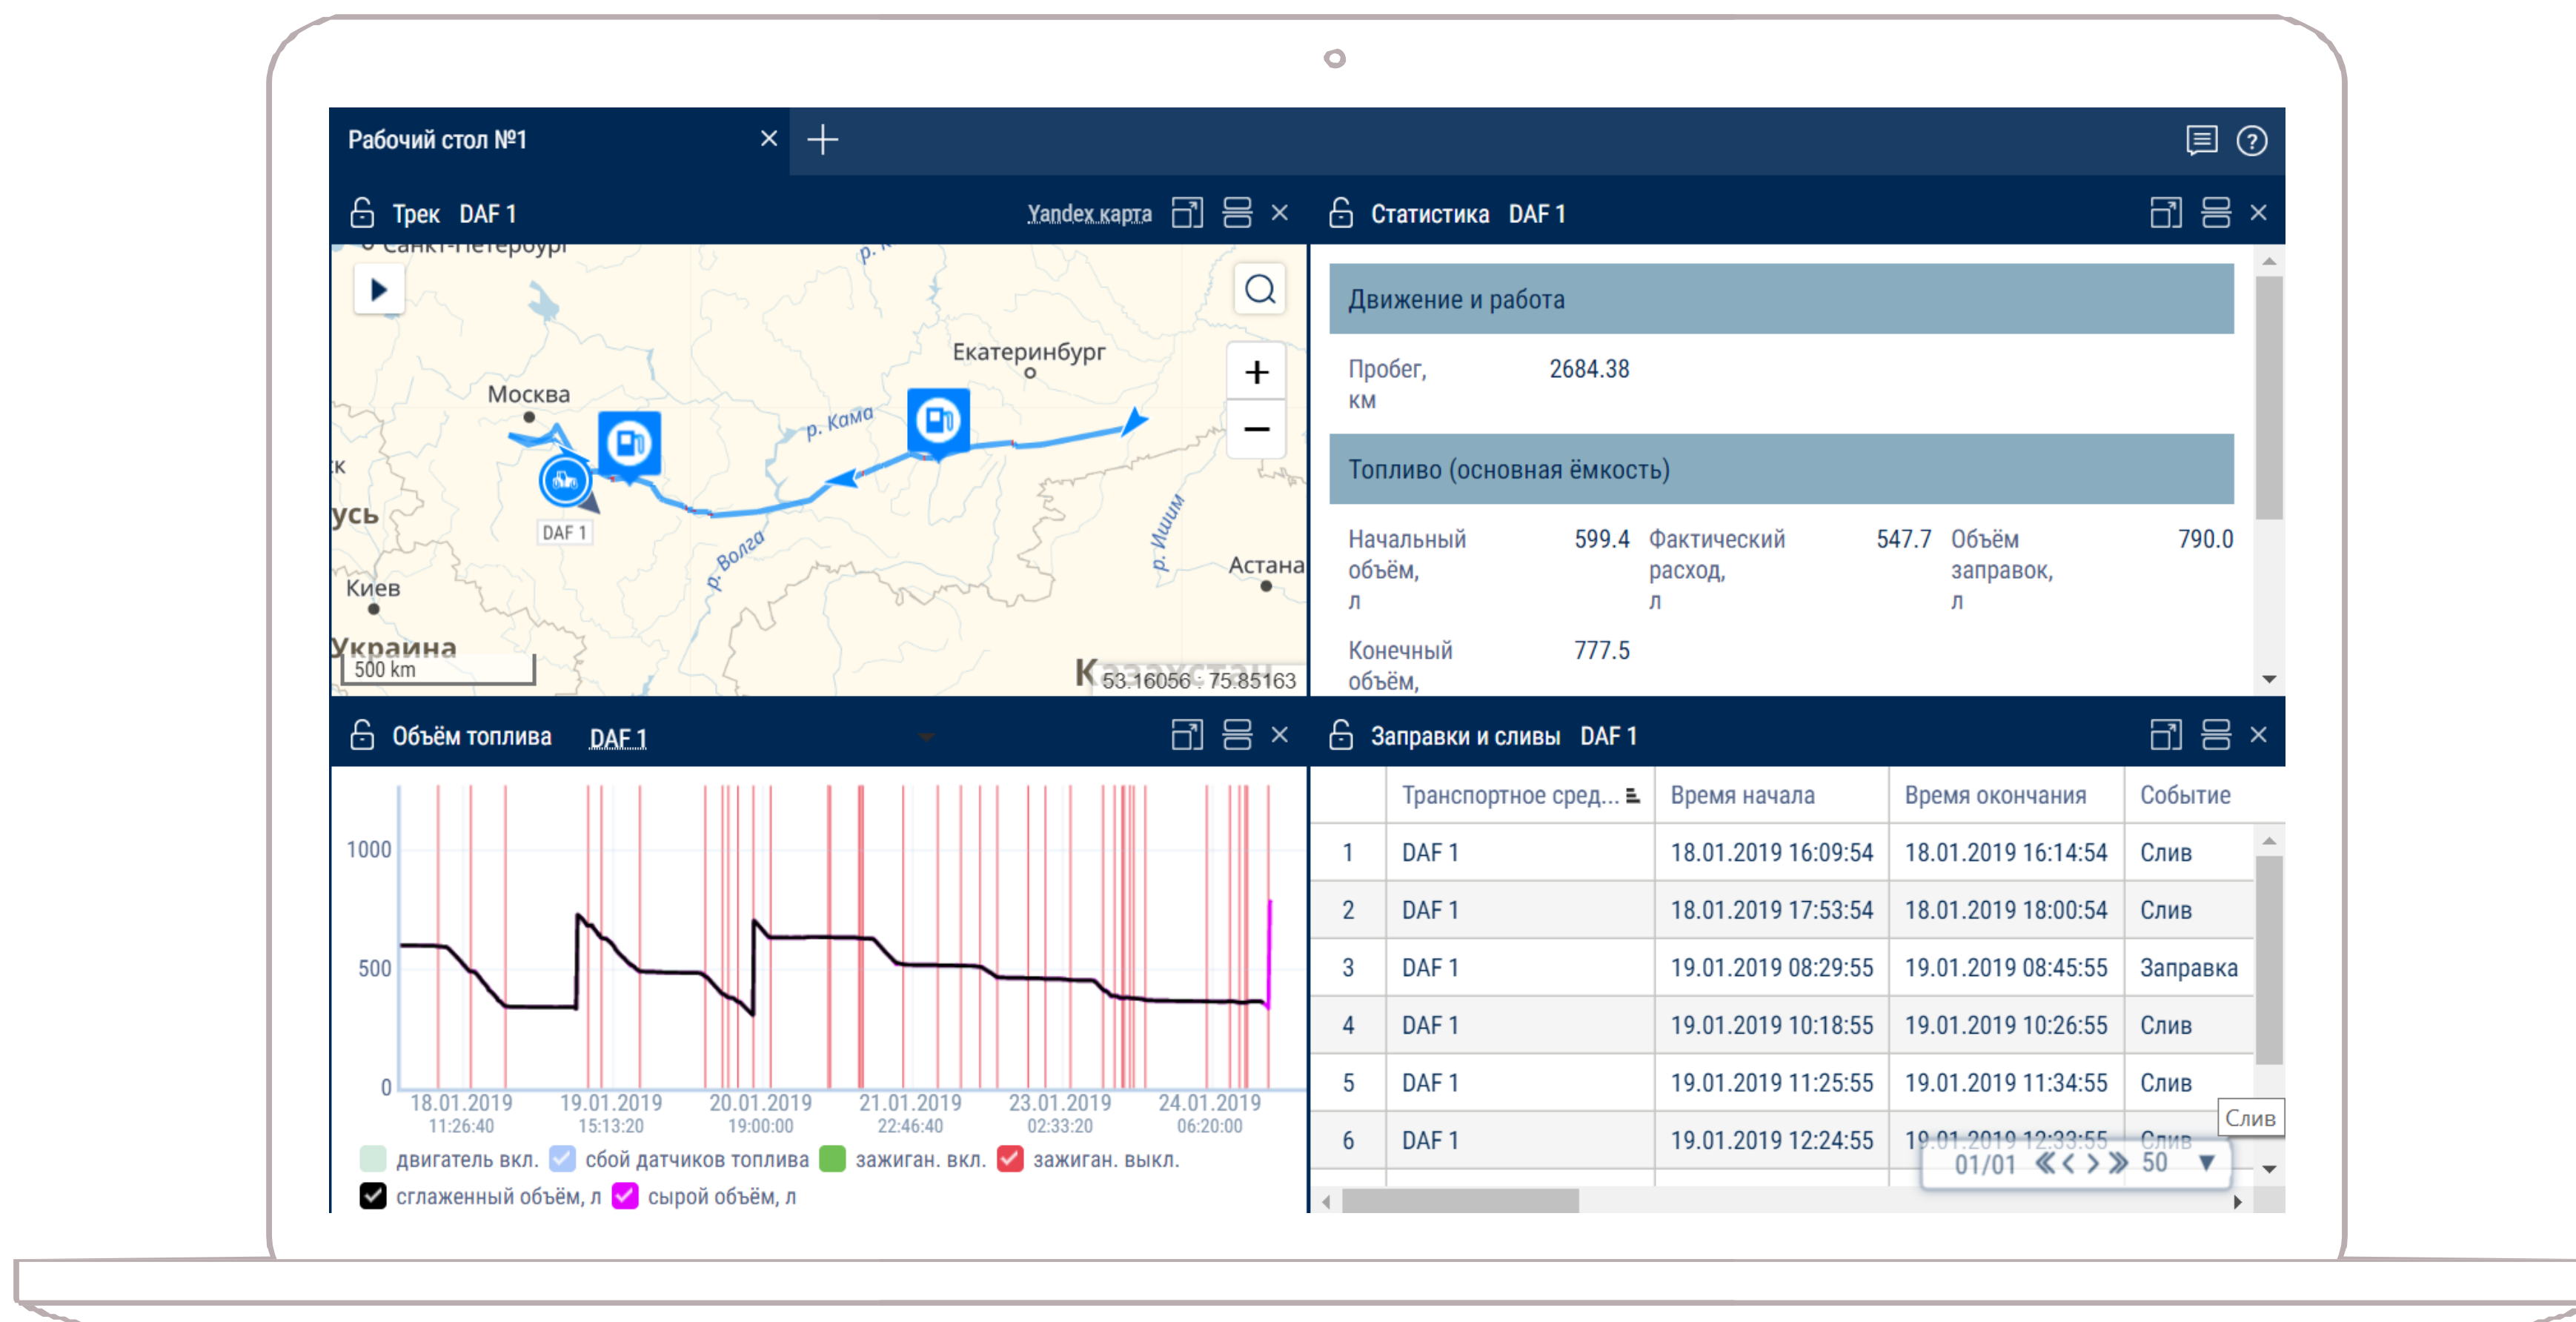 Рабочий стол №1
Трек DAF 1 Yandex карта
Санкт-Петербург
Екатеринбург
Москва
р. Кама
к
усь
DAF 1
р. Волга
р. Ишим
Астана
Киев
Украина
500 km
Казахстан
53.16056 : 75.85163
Статистика DAF 1
Движение и работа
Пробег, 2684.38
км
Топливо (основная ёмкость)
Начальный 599.4 Фактический 547.7 Объём 790.0
объём, расход, заправок,
л л л
Конечный 777.5
объём,
Объём топлива DAF 1
1000
500
0
18.01.2019 19.01.2019 20.01.2019 21.01.2019 23.01.2019 24.01.2019
11:26:40 15:13:20 19:00:00 22:46:40 02:33:20 06:20:00
двигатель вкл. сбой датчиков топлива зажиган. вкл. зажиган. выкл.
сглаженный объём, л сырой объём, л
Заправки и сливы DAF 1
Транспортное сред... Время начала Время окончания Событие
1 DAF 1 18.01.2019 16:09:54 18.01.2019 16:14:54 Слив
2 DAF 1 18.01.2019 17:53:54 18.01.2019 18:00:54 Слив
3 DAF 1 19.01.2019 08:29:55 19.01.2019 08:45:55 Заправка
4 DAF 1 19.01.2019 10:18:55 19.01.2019 10:26:55 Слив
5 DAF 1 19.01.2019 11:25:55 19.01.2019 11:34:55 Слив
Слив
6 DAF 1 19.01.2019 12:24:55 19.01.2019 12:33:55 Слив
01/01 50